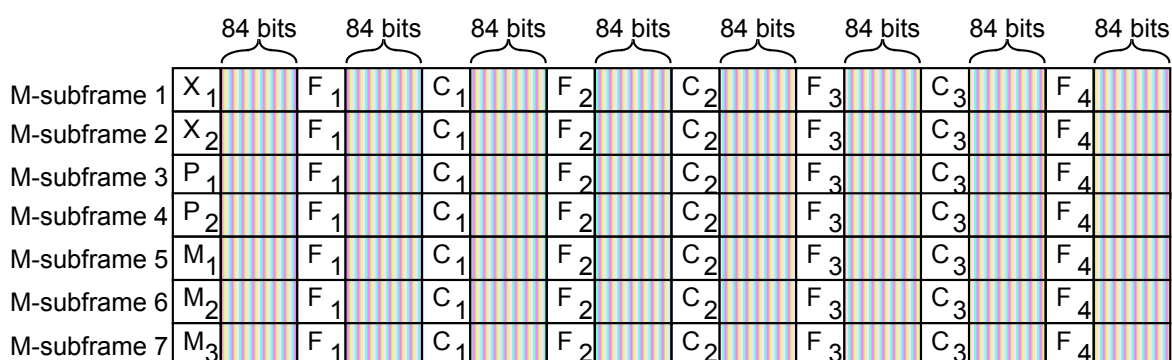 84 bits 84 bits 84 bits 84 bits 84 bits 84 bits 84 bits 84 bits
M-subframe 1 X1 F1 C1 F2 C2 F3 C3 F4
M-subframe 2 X2 F1 C1 F2 C2 F3 C3 F4
M-subframe 3 P1 F1 C1 F2 C2 F3 C3 F4
M-subframe 4 P2 F1 C1 F2 C2 F3 C3 F4
M-subframe 5 M1 F1 C1 F2 C2 F3 C3 F4
M-subframe 6 M2 F1 C1 F2 C2 F3 C3 F4
M-subframe 7 M3 F1 C1 F2 C2 F3 C3 F4